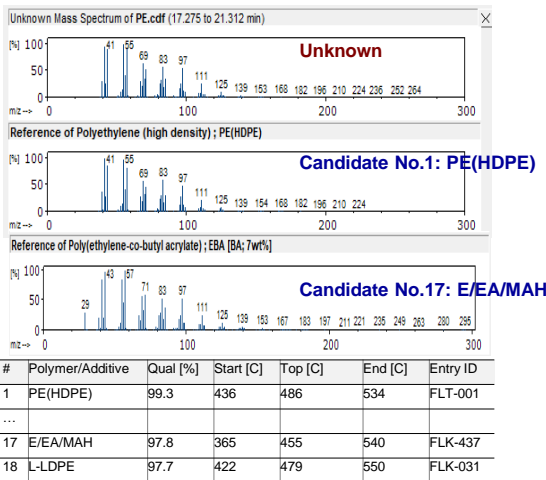 Unknown Mass Spectrum of PE.cdf (17.275 to 21.312 min)
[%] 100
50
0
41 55 69 83 97 111 125 139 153 168 182 196 210 224 236 252 264
Unknown
m/z --> 0 100 200 300
Reference of Polyethylene (high density) ; PE(HDPE)
[%] 100
50
0
41 55 69 83 97 111 125 139 154 168 182 196 210 224
Candidate No.1: PE(HDPE)
m/z --> 0 100 200 300
Reference of Poly(ethylene-co-butyl acrylate) ; EBA [BA; 7wt%]
[%] 100
50
0
29 43 57 71 83 97 111 125 139 153 167 183 197 211 221 235 249 263 280 295
Candidate No.17: E/EA/MAH
m/z --> 0 100 200 300
# Polymer/Additive Qual [%] Start [C] Top [C] End [C] Entry ID
1 PE(HDPE) 99.3 436 486 534 FLT-001
...
17 E/EA/MAH 97.8 365 455 540 FLK-437
18 L-LDPE 97.7 422 479 550 FLK-031